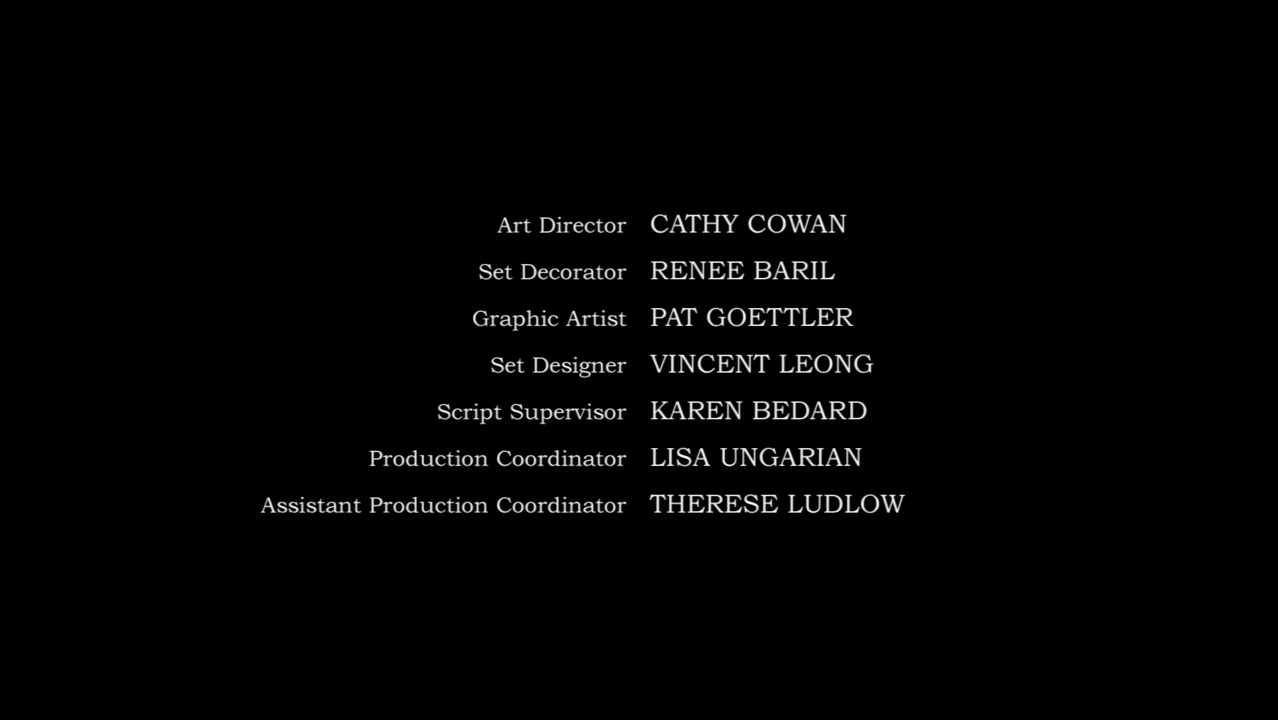 Art Director CATHY COWAN
Set Decorator RENEE BARIL
Graphic Artist PAT GOETTLER
Set Designer VINCENT LEONG
Script Supervisor KAREN BEDARD
Production Coordinator LISA UNGARIAN
Assistant Production Coordinator THERESE LUDLOW